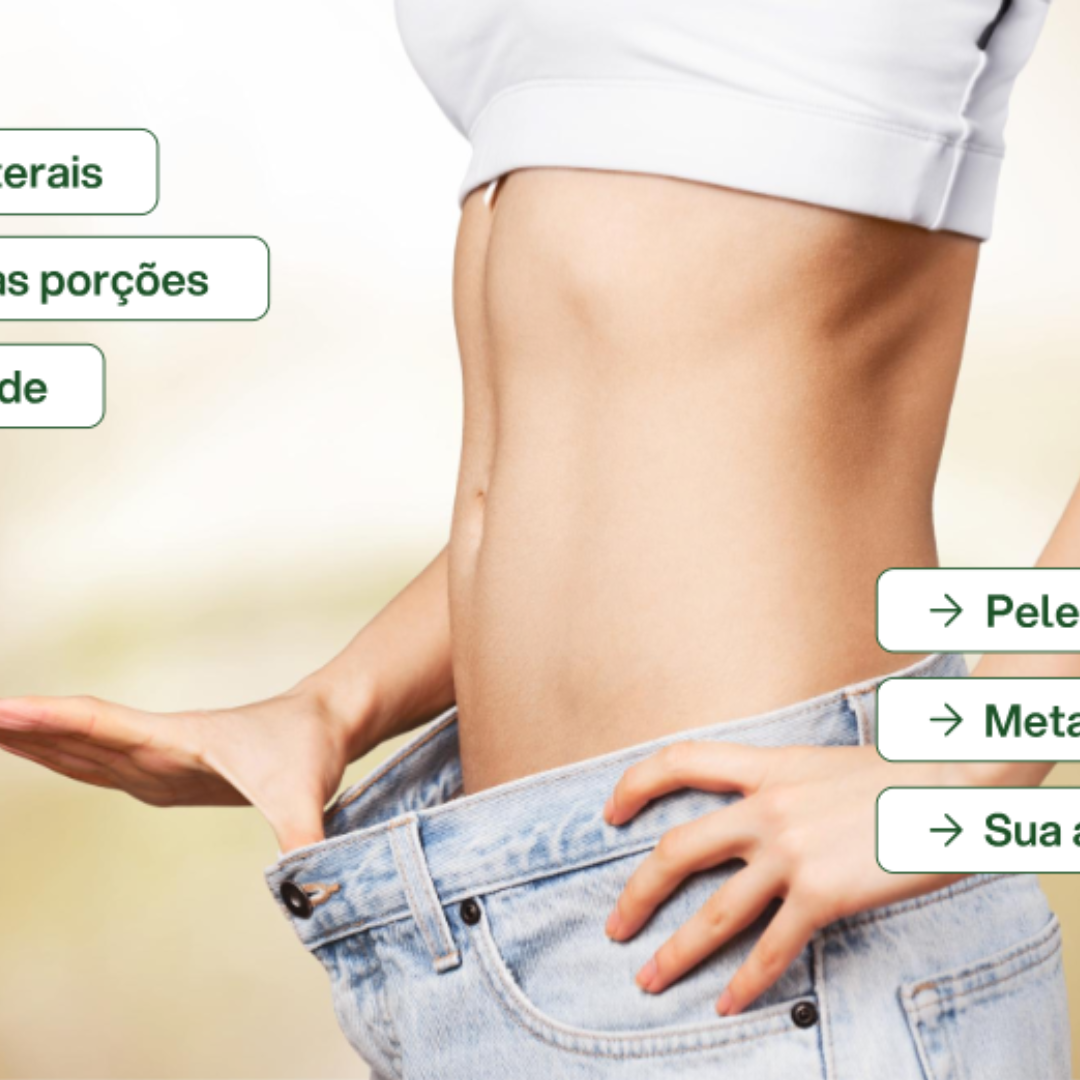 terais
as porções
de
→ Pele
→ Meta
→ Sua a